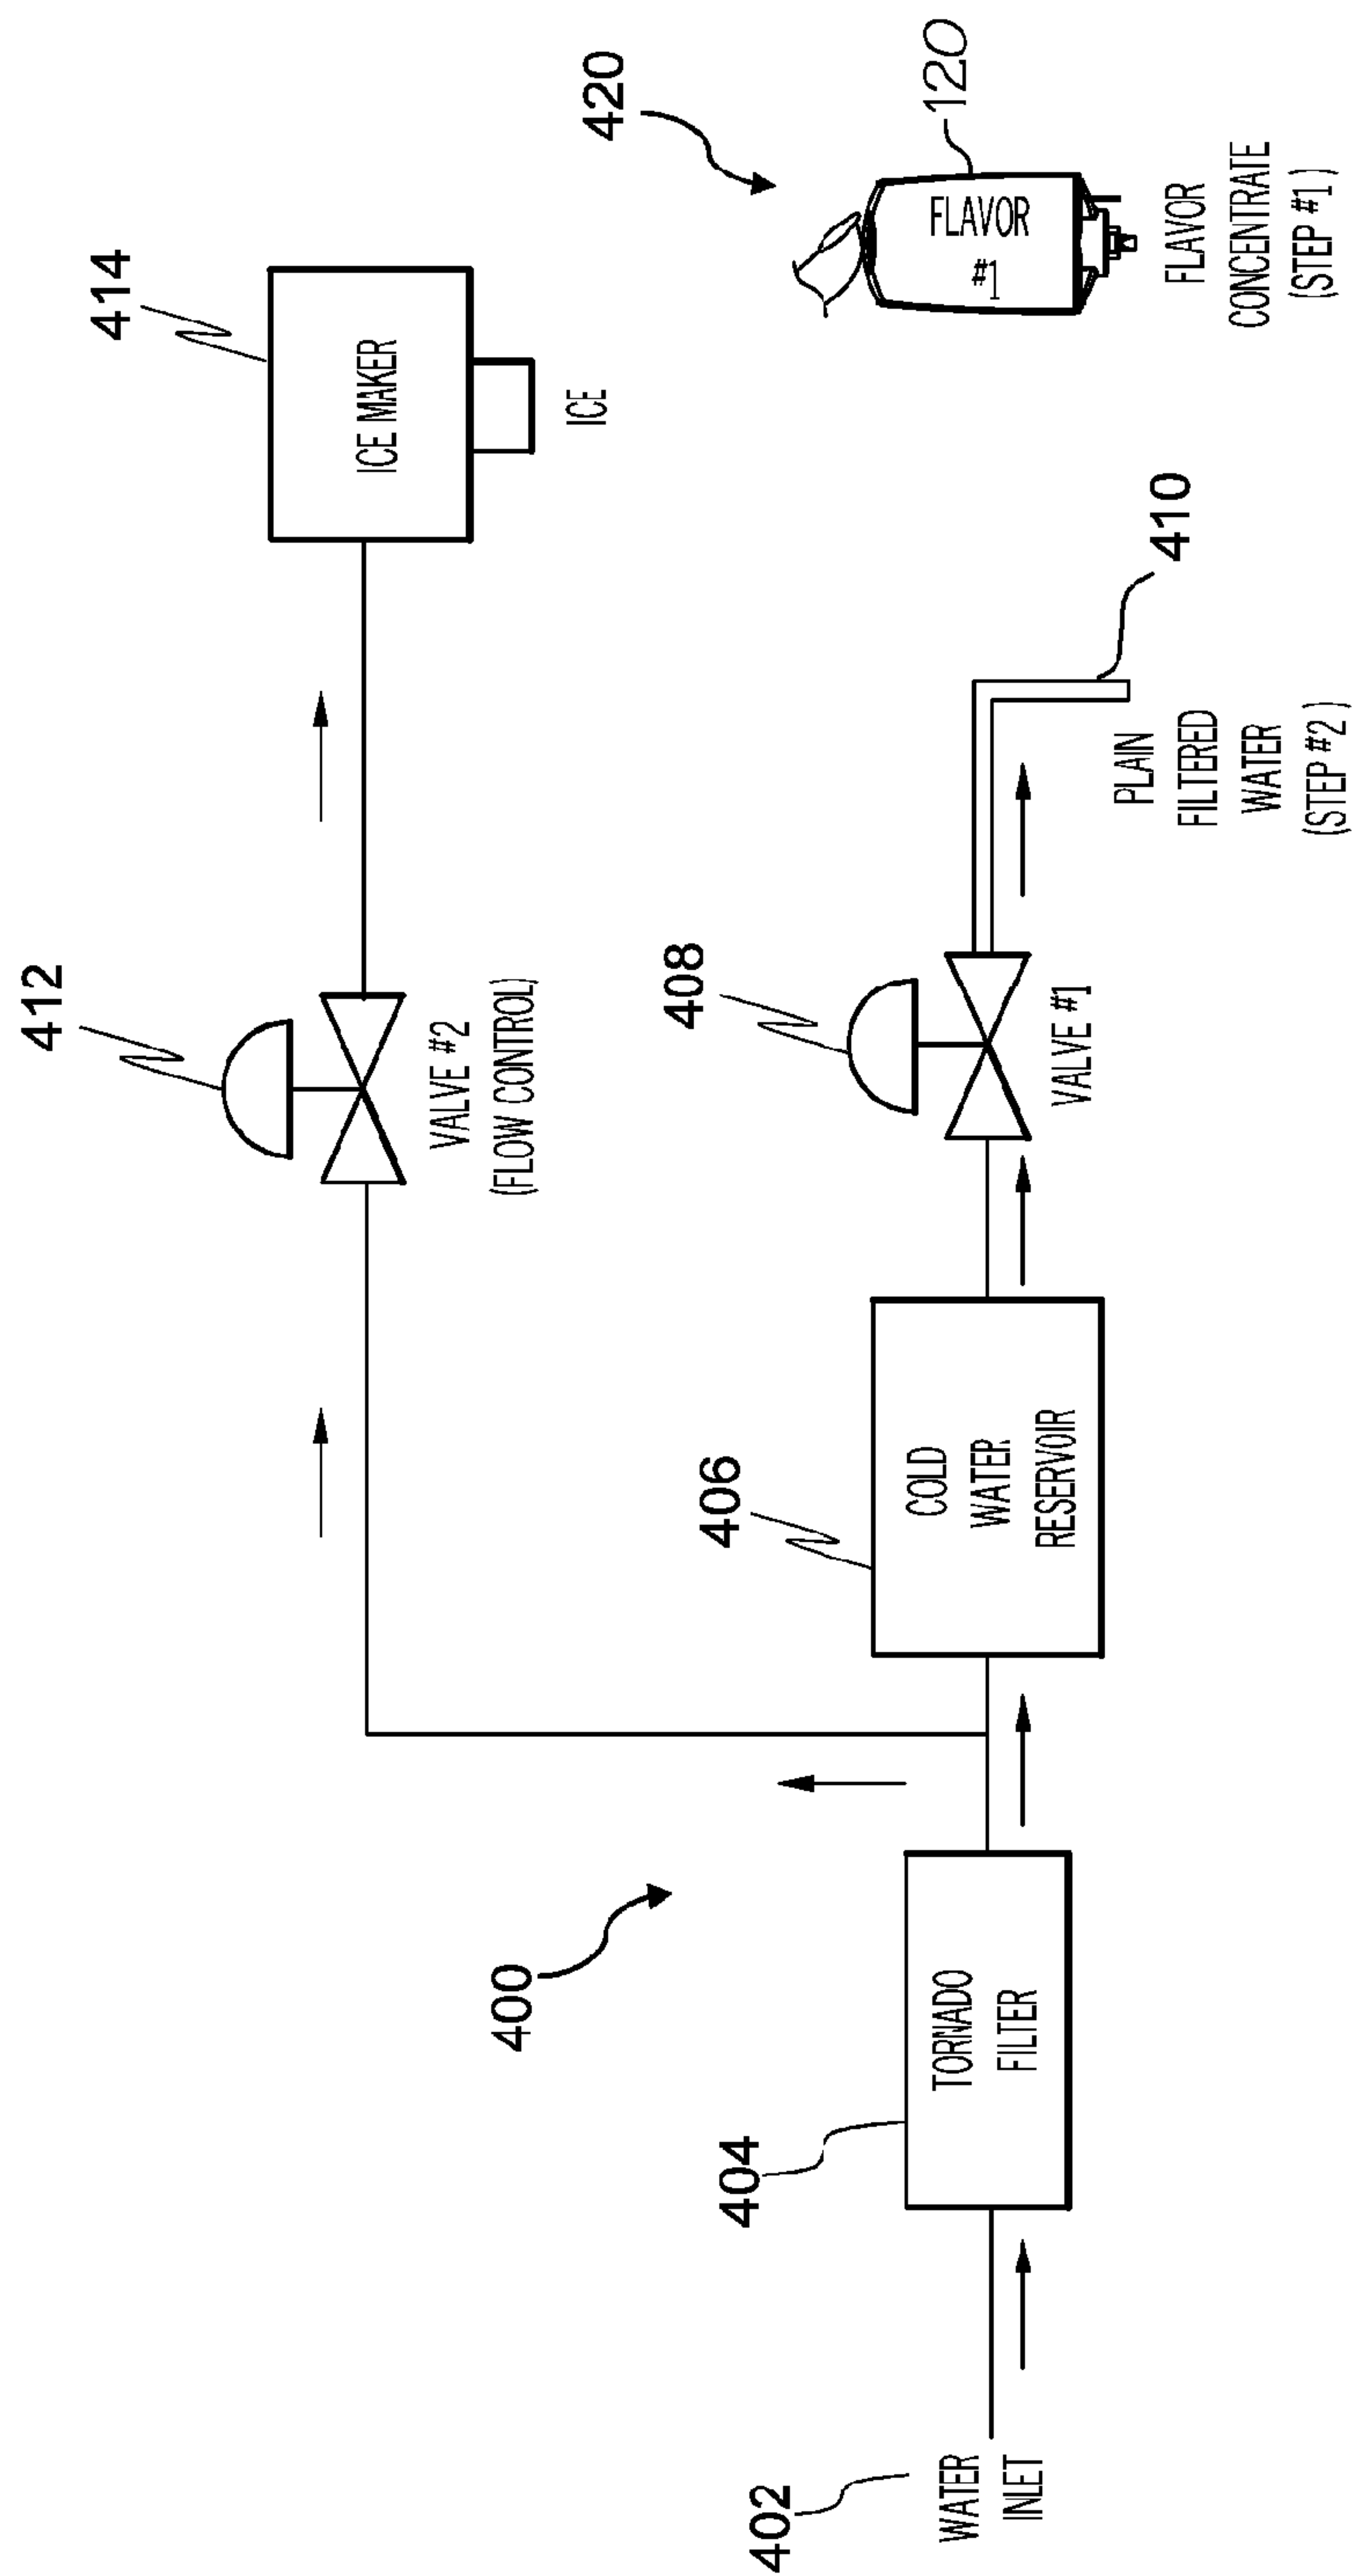 412
414
ICE MAKER
ICE
VALVE #2
(FLOW CONTROL)
420
120
FLAVOR
#1
FLAVOR
CONCENTRATE
(STEP #1)
400
402
WATER
INLET
404
TORNADO
FILTER
406
COLD
WATER
RESERVOIR
408
VALVE #1
410
PLAIN
FILTERED
WATER
(STEP #2)